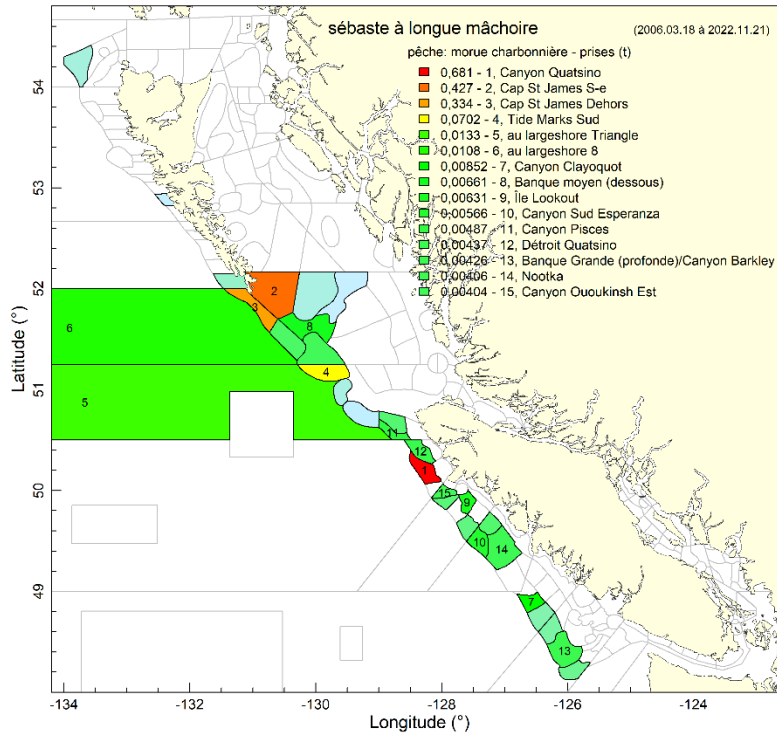 sébaste à longue mâchoire
(2006.03.18 à 2022.11.21)
pêche: morue charbonnière - prises (t)
0,681 - 1, Canyon Quatsino
0,427 - 2, Cap St James S-e
0,334 - 3, Cap St James Dehors
0,0702 - 4, Tide Marks Sud
0,0133 - 5, au largeshore Triangle
0,0108 - 6, au largeshore 8
0,00852 - 7, Canyon Clayoquot
0,00661 - 8, Banque moyen (dessous)
0,00631 - 9, Île Lookout
0,00566 - 10, Canyon Sud Esperanza
0,00487 - 11, Canyon Pisces
0,00437 - 12, Détroit Quatsino
0,00426 - 13, Banque Grande (profonde)/Canyon Barkley
0,00406 - 14, Nootka
0,00404 - 15, Canyon Ououkinsh Est
54
53
52
51
50
49
Latitude (°)
2
3
6
8
4
5
11
12
1
15
9
10
14
7
13
-134
-132
-130
-128
-126
-124
Longitude (°)